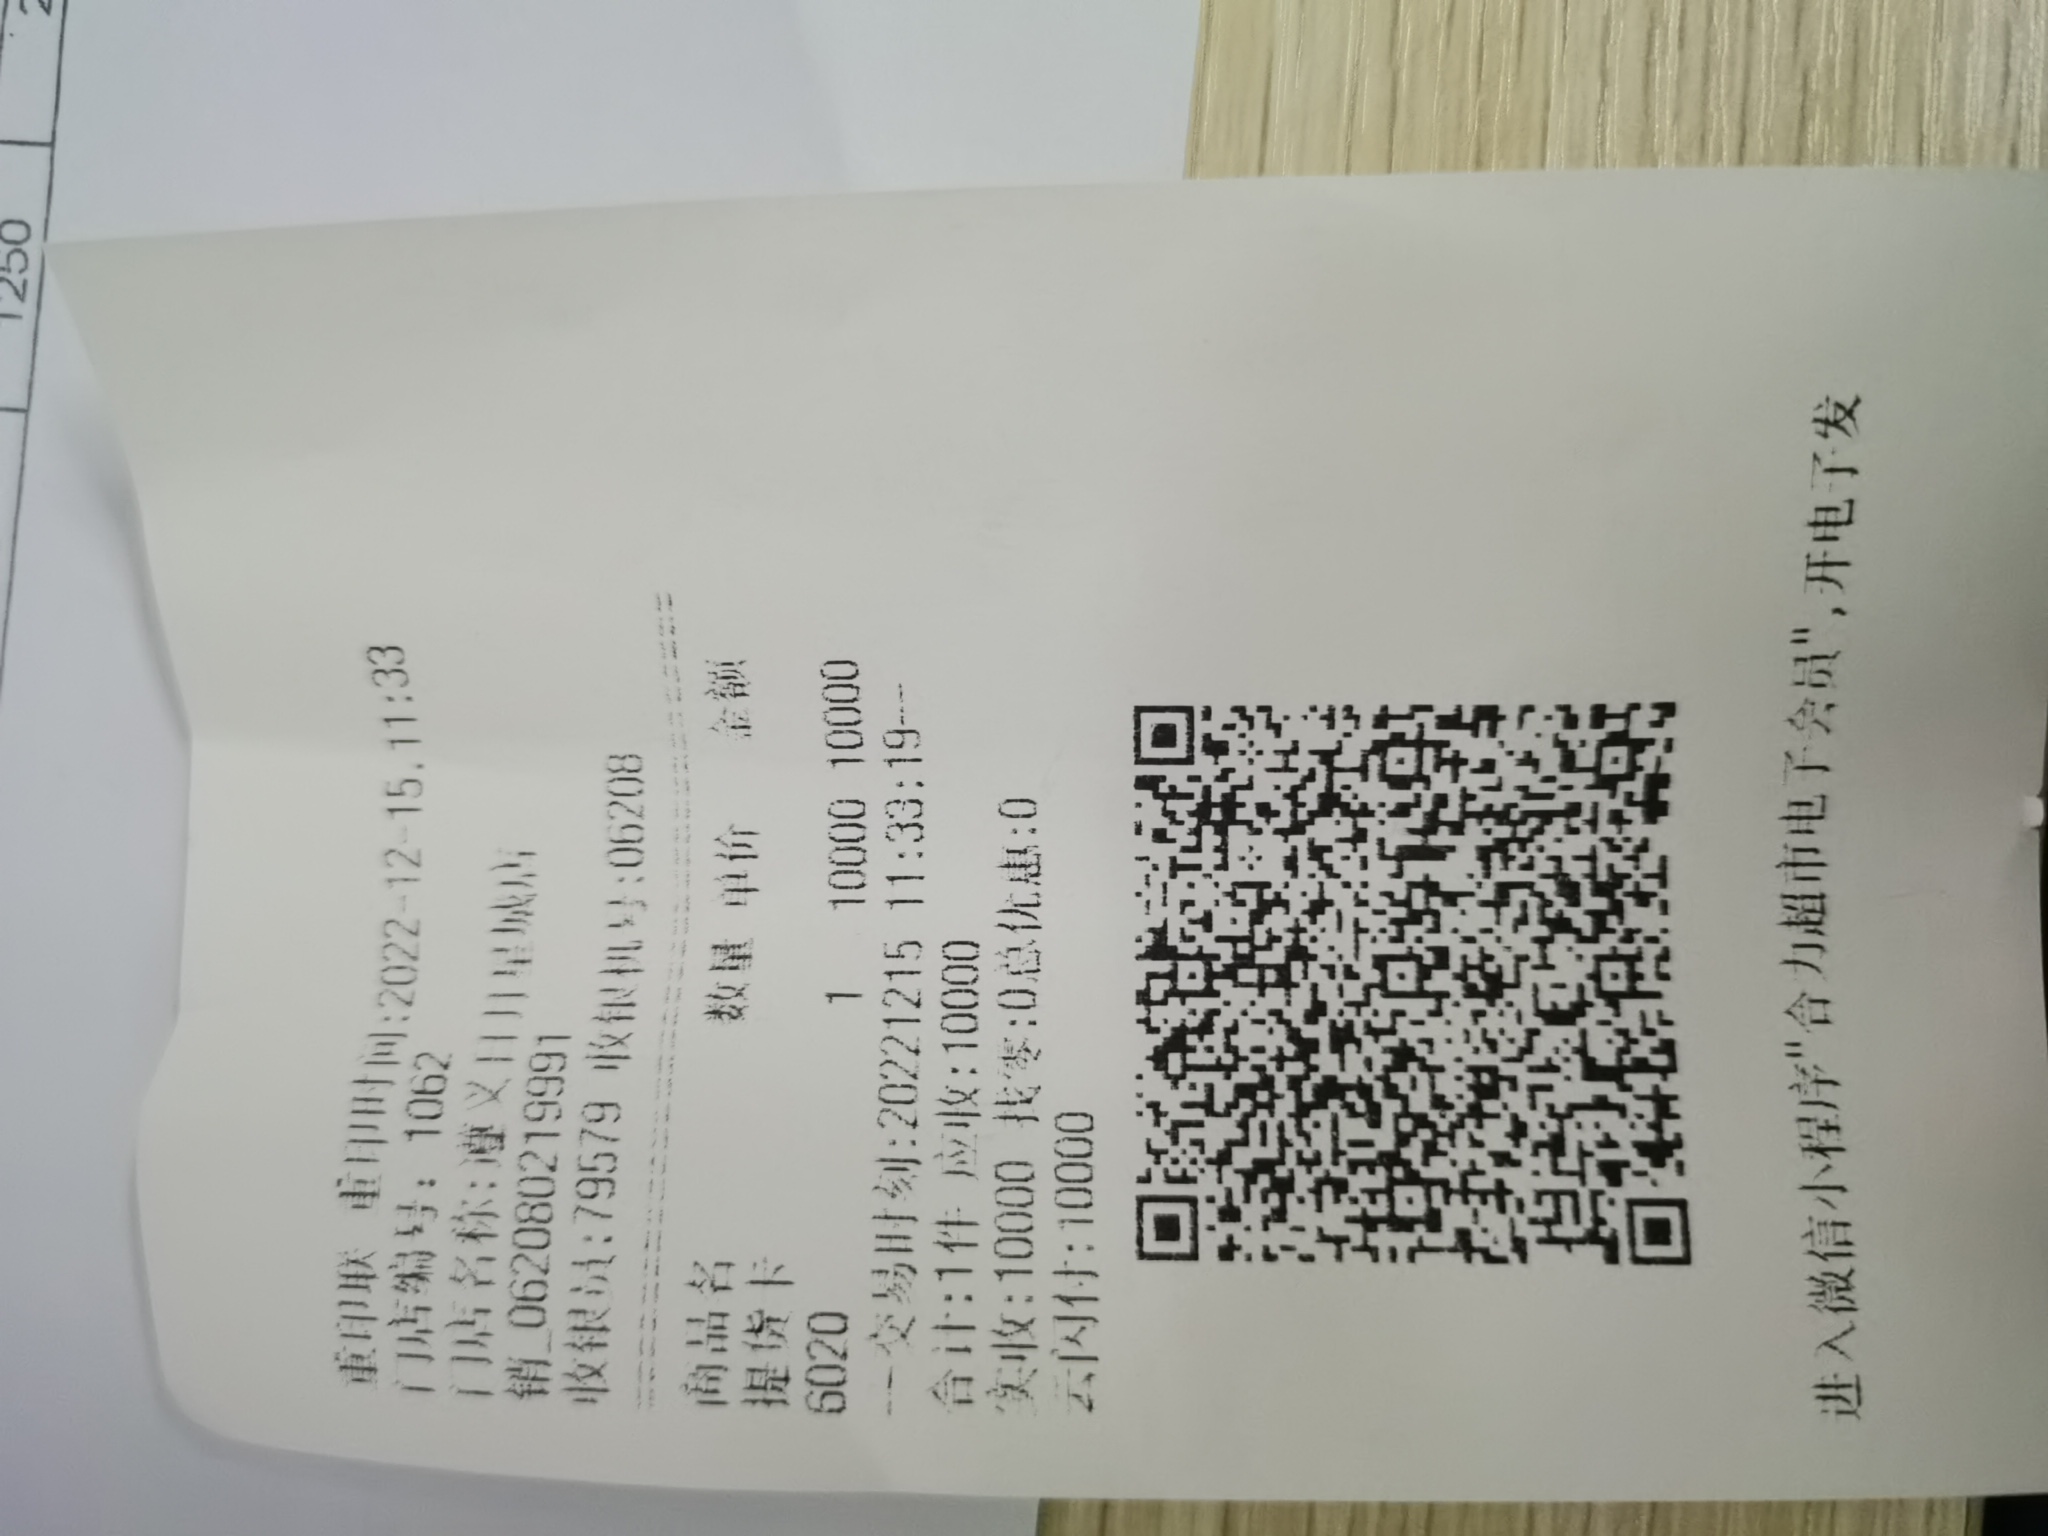 1250
重印联 重印时间:2022-12-15.11:33
门店编号: 1062
门店名称:遵义日月星城店
销_062080219991
收银员:79579 收银机号:06208
商品名 数量 单价 金额
提货卡
6020 1 10000 10000
---交易时刻:20221215 11:33:19---
合计:1件 应收:10000
实收:10000 找零:0总优惠:0
云闪付:10000
进入微信小程序"合力超市电子会员",开电子发